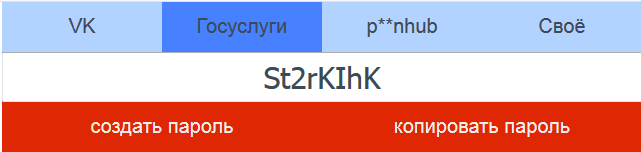 VK Госуслуги p**nhub Своё
St2rKIhK
создать пароль копировать пароль